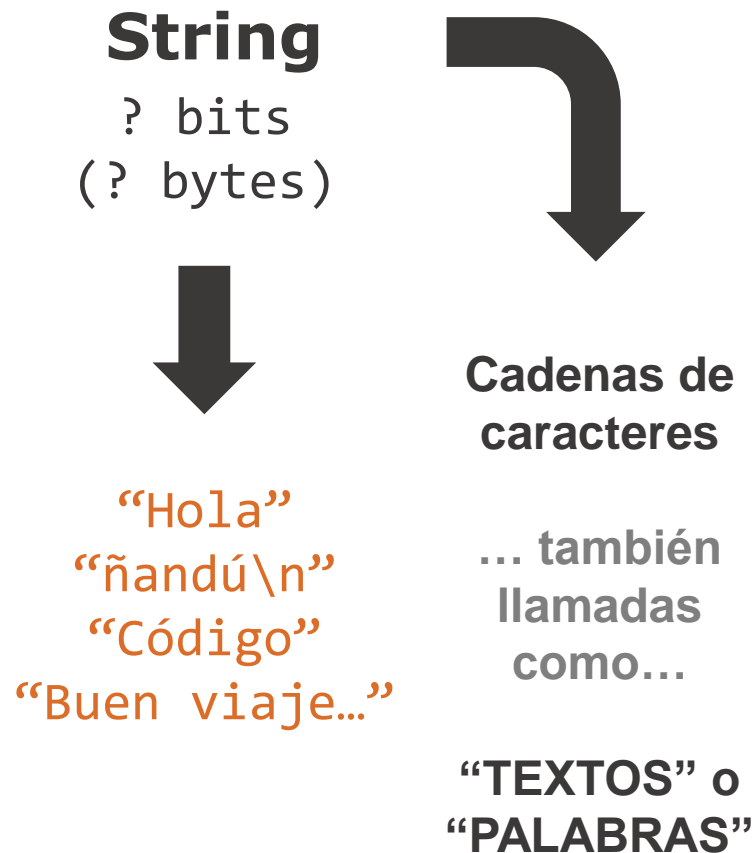 String
? bits
(? bytes)
“Hola”
“ñandú\n”
“Código”
“Buen viaje…”
Cadenas de
caracteres
… también
llamadas
como…
“TEXTOS” o
“PALABRAS”